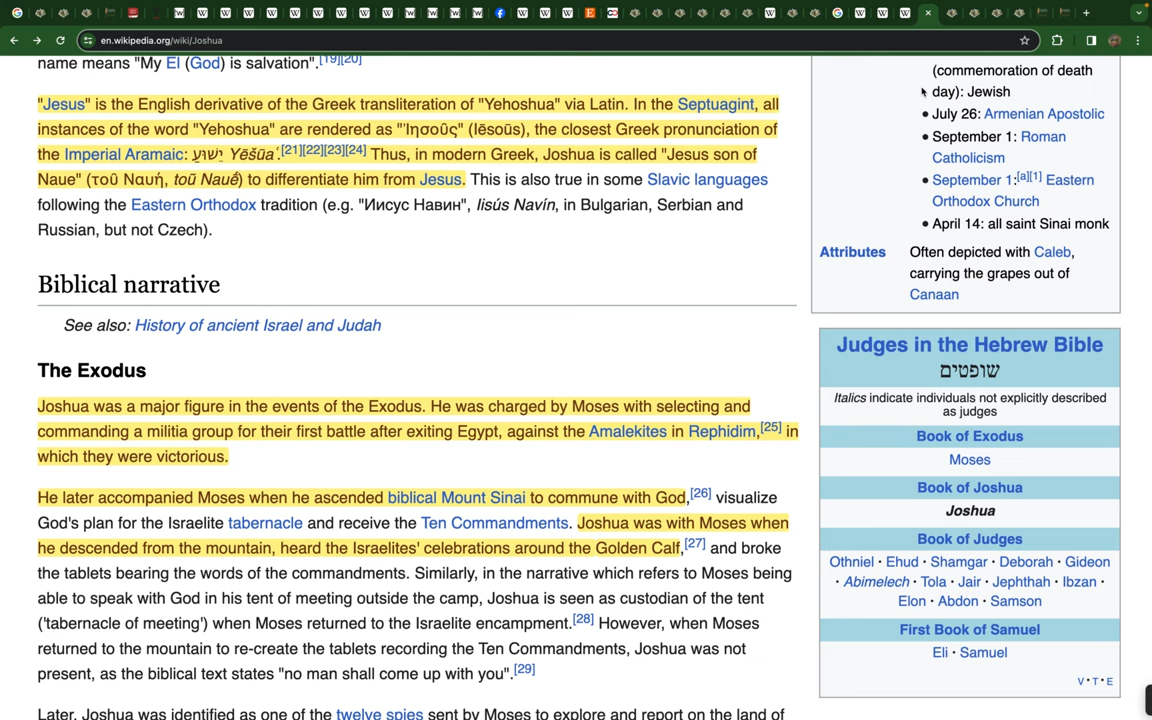 en.wikipedia.org/wiki/Joshua
name means "My El (God) is salvation".[19][20]
"Jesus" is the English derivative of the Greek transliteration of "Yehoshua" via Latin. In the Septuagint, all
instances of the word "Yehoshua" are rendered as "Ἰησοῦς" (Iēsoûs), the closest Greek pronunciation of
the Imperial Aramaic: יֵשׁוּעַ Yēšūaʿ.[21][22][23][24] Thus, in modern Greek, Joshua is called "Jesus son of
Naue" (τοῦ Ναυή, toũ Nauḗ) to differentiate him from Jesus. This is also true in some Slavic languages
following the Eastern Orthodox tradition (e.g. "Иисус Навин", Iisús Navín, in Bulgarian, Serbian and
Russian, but not Czech).
Biblical narrative
See also: History of ancient Israel and Judah
The Exodus
Joshua was a major figure in the events of the Exodus. He was charged by Moses with selecting and
commanding a militia group for their first battle after exiting Egypt, against the Amalekites in Rephidim,[25] in
which they were victorious.
He later accompanied Moses when he ascended biblical Mount Sinai to commune with God,[26] visualize
God's plan for the Israelite tabernacle and receive the Ten Commandments. Joshua was with Moses when
he descended from the mountain, heard the Israelites' celebrations around the Golden Calf,[27] and broke
the tablets bearing the words of the commandments. Similarly, in the narrative which refers to Moses being
able to speak with God in his tent of meeting outside the camp, Joshua is seen as custodian of the tent
('tabernacle of meeting') when Moses returned to the Israelite encampment.[28] However, when Moses
returned to the mountain to re-create the tablets recording the Ten Commandments, Joshua was not
present, as the biblical text states "no man shall come up with you".[29]
Later, Joshua was identified as one of the twelve spies sent by Moses to explore and report on the land of
(commemoration of death
day): Jewish
• July 26: Armenian Apostolic
• September 1: Roman
Catholicism
• September 1:[a][1] Eastern
Orthodox Church
• April 14: all saint Sinai monk
Attributes
Often depicted with Caleb,
carrying the grapes out of
Canaan
Judges in the Hebrew Bible
שופטים
Italics indicate individuals not explicitly described
as judges
Book of Exodus
Moses
Book of Joshua
Joshua
Book of Judges
Othniel · Ehud · Shamgar · Deborah · Gideon
· Abimelech · Tola · Jair · Jephthah · Ibzan ·
Elon · Abdon · Samson
First Book of Samuel
Eli · Samuel
V · T · E